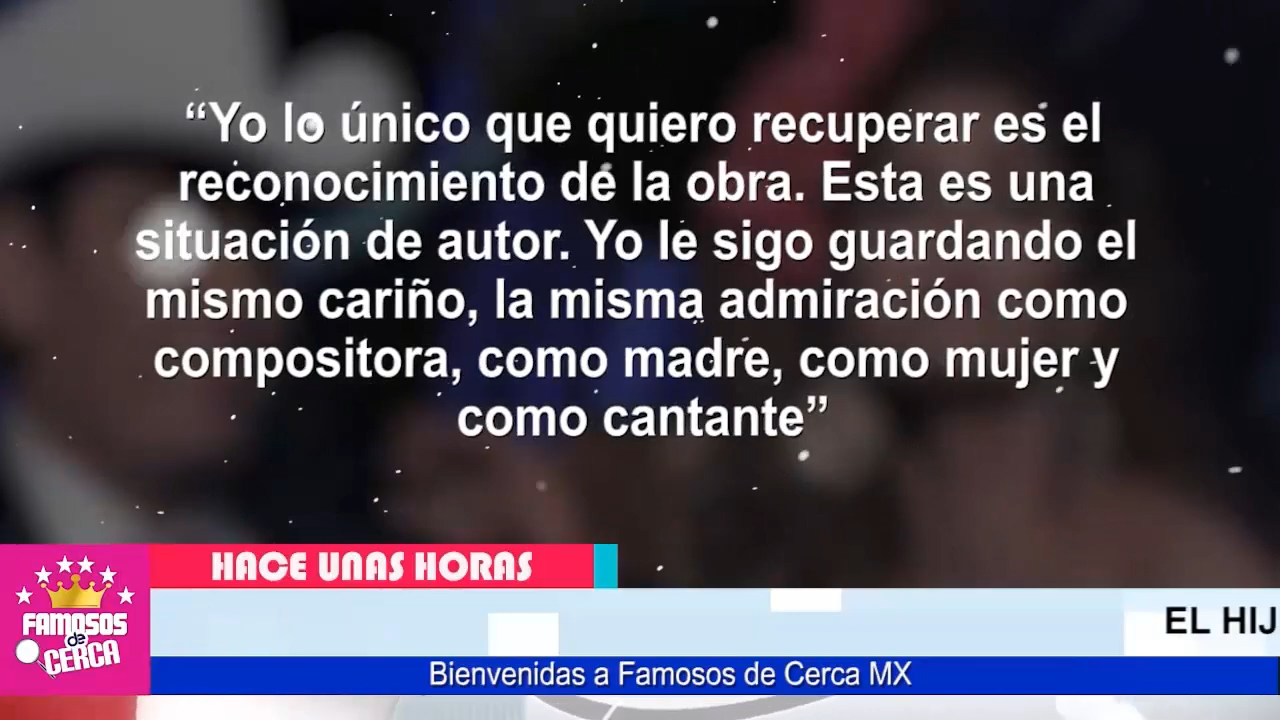 “Yo lo único que quiero recuperar es el
reconocimiento de la obra. Esta es una
situación de autor. Yo le sigo guardando el
mismo cariño, la misma admiración como
compositora, como madre, como mujer y
como cantante”
HACE UNAS HORAS
FAMOSOS
de
CERCA
EL HIJ
Bienvenidas a Famosos de Cerca MX